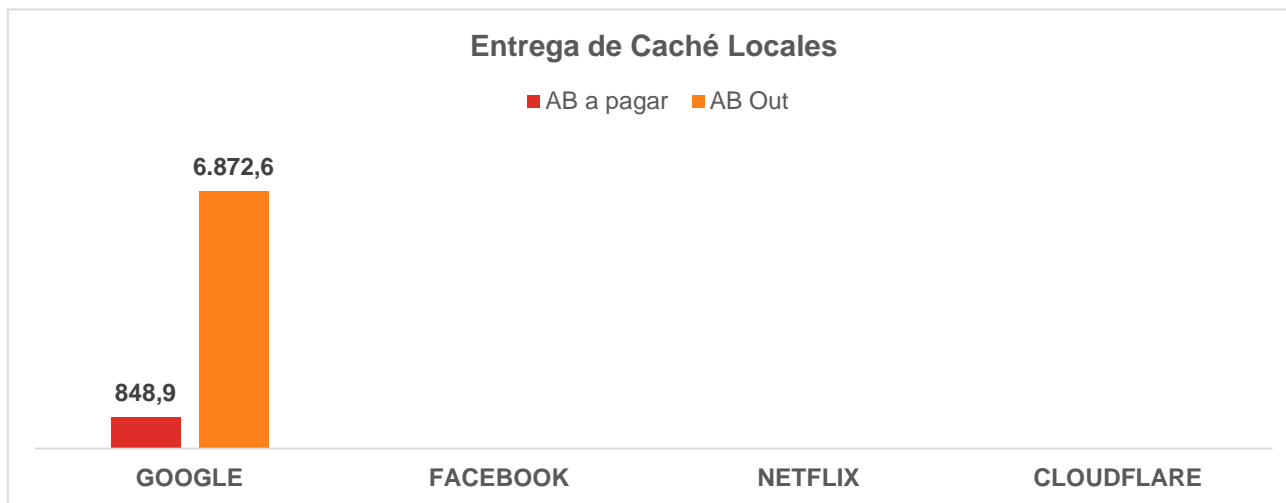 Entrega de Caché Locales
AB a pagar AB Out
6.872,6
848,9
GOOGLE FACEBOOK NETFLIX CLOUDFLARE